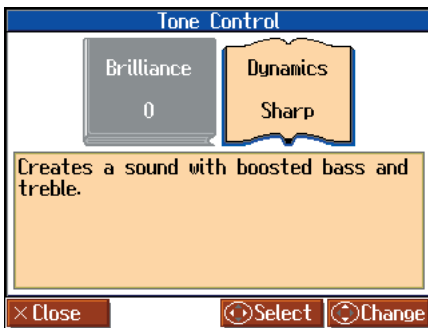 Tone Control
Brilliance
0
Dynamics
Sharp
Creates a sound with boosted bass and
treble.
× Close
Select
Change